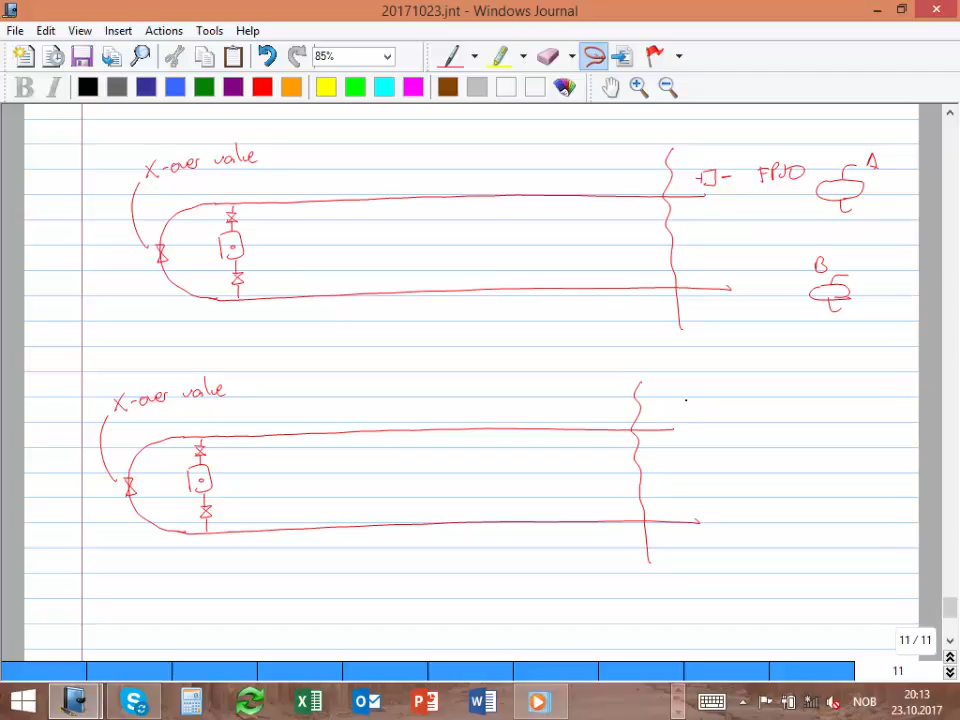 20171023.jnt - Windows Journal
File Edit View Insert Actions Tools Help
85%
B I
X-over valve
FPSO
A
B
X-over valve
11 / 11
11
NOB
20:13
23.10.2017